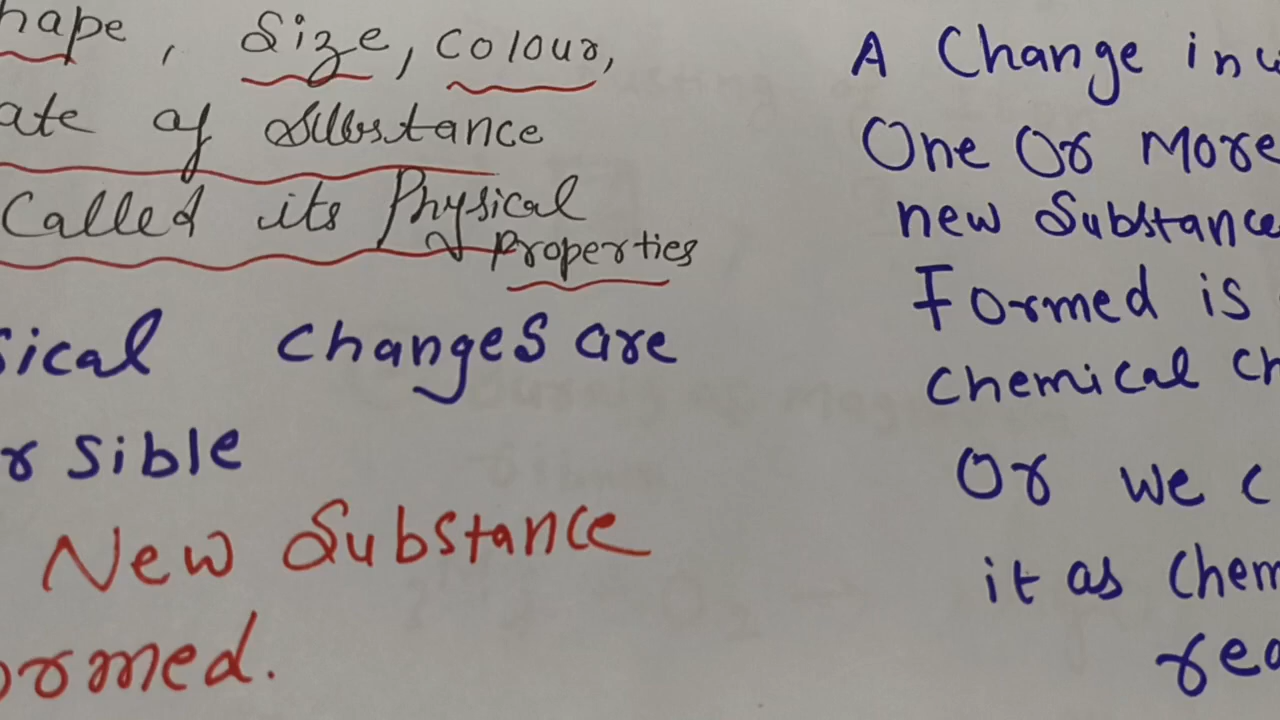 hape, Size, Colour,
ate of Substance
Called its Physical
properties
sical changes are
rsible
New Substance
ormed.
A Change inv
One Or More
new Substance
Formed is
chemical ch
Or we c
it as Chem
rea